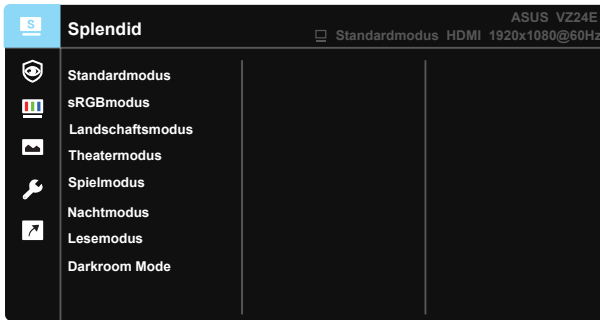 S
Splendid
ASUS VZ24E
Standardmodus HDMI 1920x1080@60Hz
Standardmodus
sRGBmodus
Landschaftsmodus
Theatermodus
Spielmodus
Nachtmodus
Lesemodus
Darkroom Mode